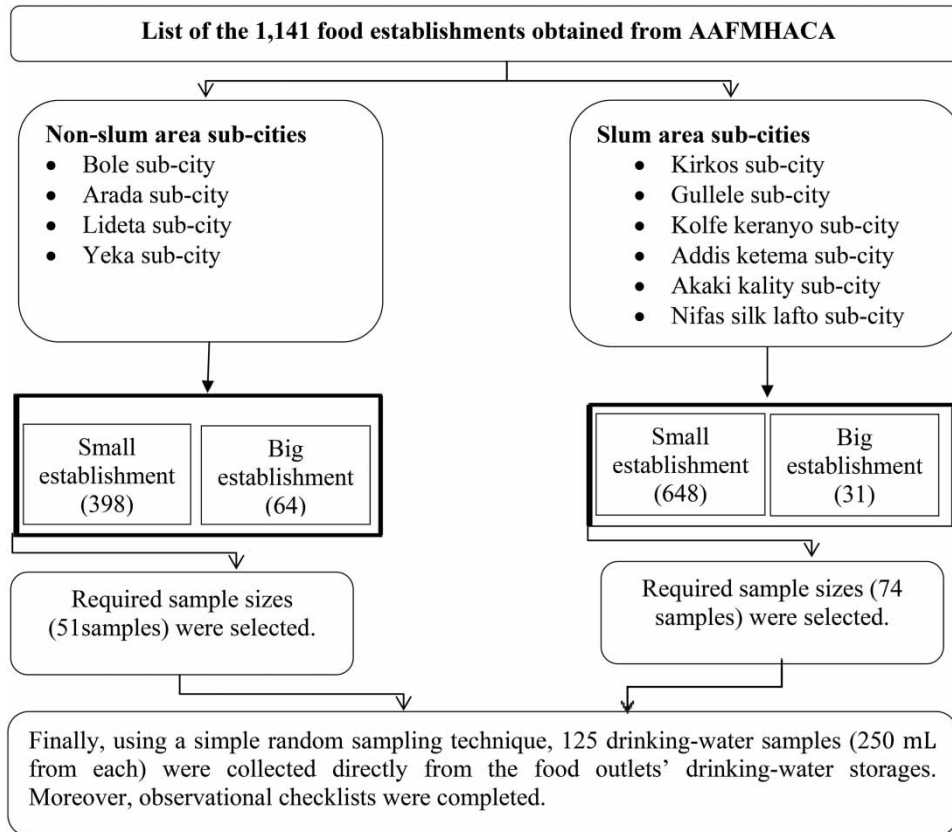 List of the 1,141 food establishments obtained from AAFMHACA
Non-slum area sub-cities
• Bole sub-city
• Arada sub-city
• Lideta sub-city
• Yeka sub-city
Slum area sub-cities
• Kirkos sub-city
• Gullele sub-city
• Kolfe keranyo sub-city
• Addis ketema sub-city
• Akaki kality sub-city
• Nifas silk lafto sub-city
Small
establishment
(398)
Big
establishment
(64)
Small
establishment
(648)
Big
establishment
(31)
Required sample sizes
(51samples) were selected.
Required sample sizes (74
samples) were selected.
Finally, using a simple random sampling technique, 125 drinking-water samples (250 mL
from each) were collected directly from the food outlets’ drinking-water storages.
Moreover, observational checklists were completed.